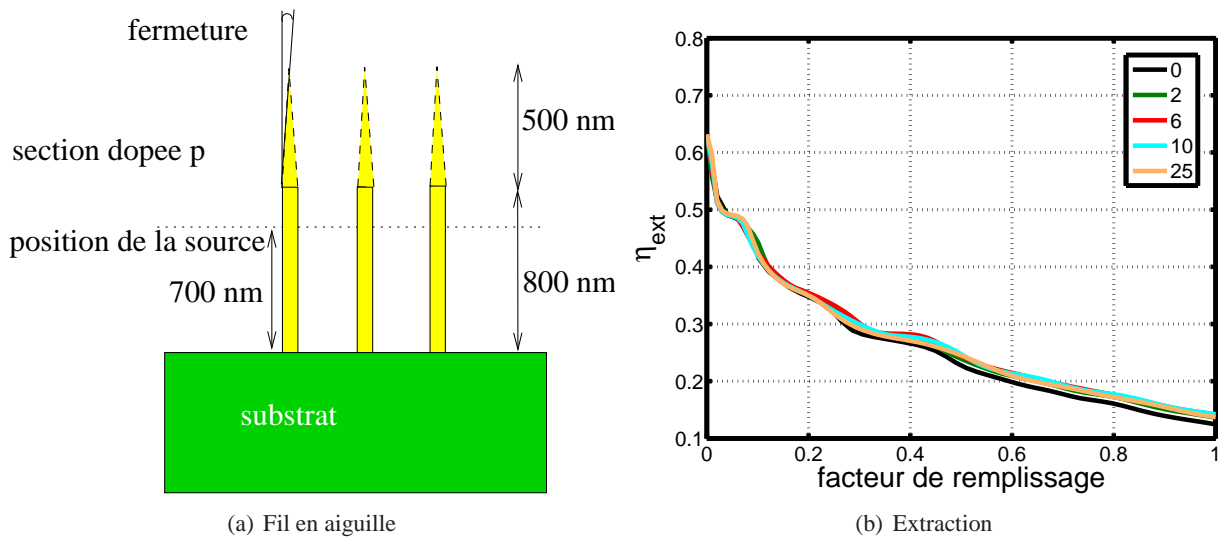 fermeture
section dopee p
position de la source
700 nm
500 nm
800 nm
substrat
(a) Fil en aiguille
0.8
0.7
0.6
0.5
0.4
0.3
0.2
0.1
η_ext
0
2
6
10
25
0 0.2 0.4 0.6 0.8 1
facteur de remplissage
(b) Extraction